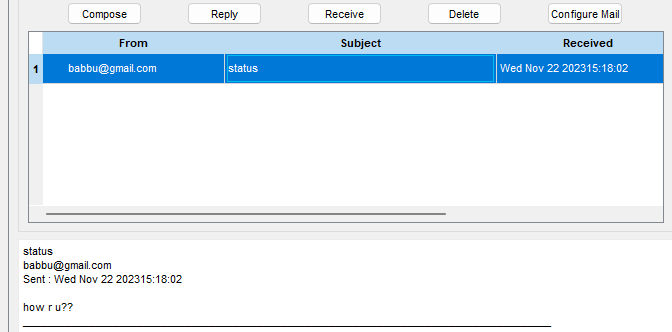 Compose Reply Receive Delete Configure Mail
From Subject Received
1 babbu@gmail.com status Wed Nov 22 202315:18:02
status
babbu@gmail.com
Sent : Wed Nov 22 202315:18:02
how r u??